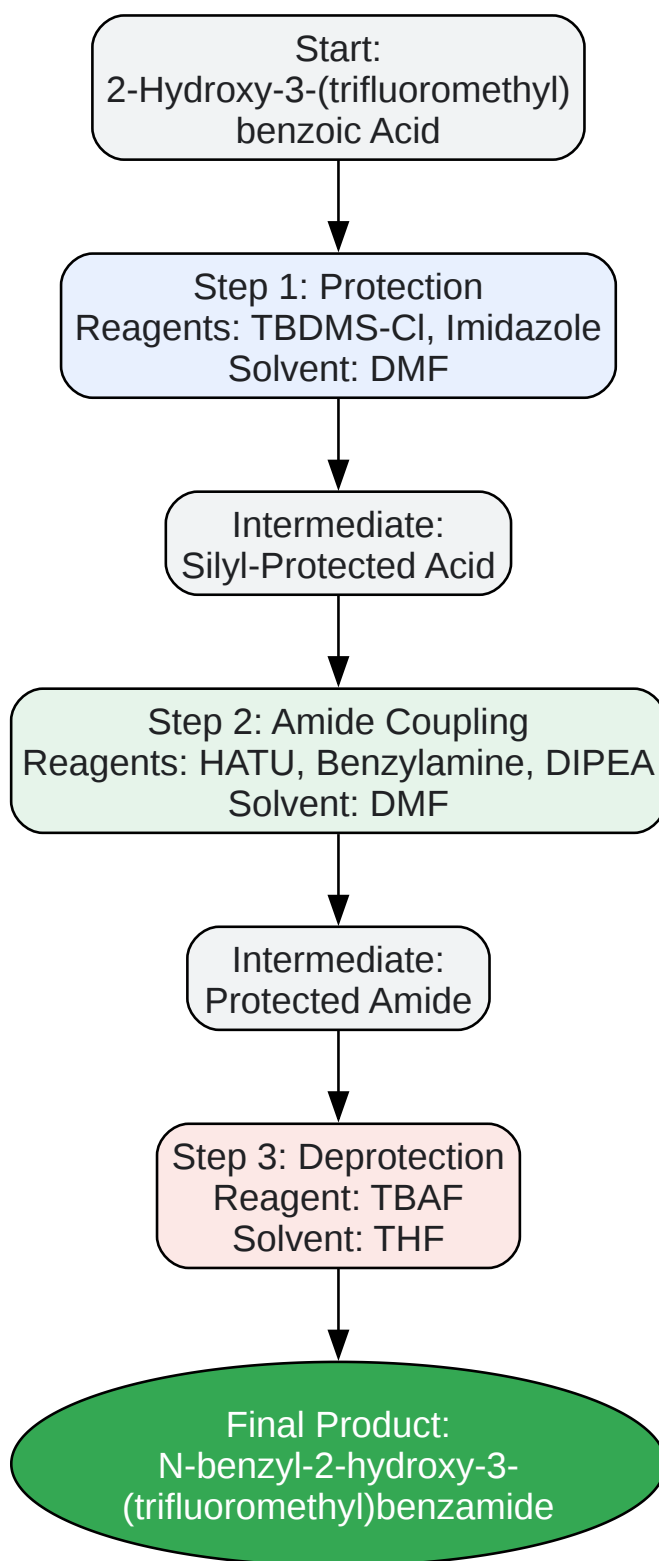 Start:
2-Hydroxy-3-(trifluoromethyl)
benzoic Acid
Step 1: Protection
Reagents: TBDMS-Cl, Imidazole
Solvent: DMF
Intermediate:
Silyl-Protected Acid
Step 2: Amide Coupling
Reagents: HATU, Benzylamine, DIPEA
Solvent: DMF
Intermediate:
Protected Amide
Step 3: Deprotection
Reagent: TBAF
Solvent: THF
Final Product:
N-benzyl-2-hydroxy-3-
(trifluoromethyl)benzamide